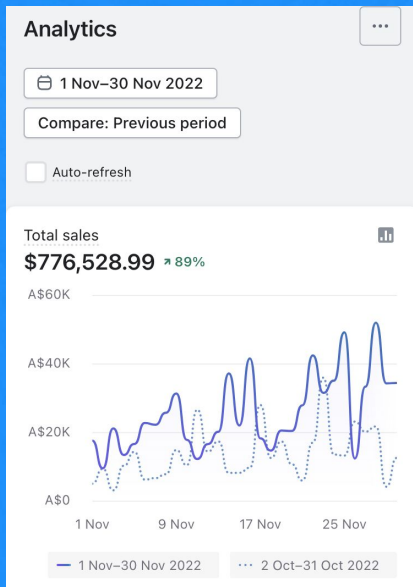 Analytics
...
1 Nov–30 Nov 2022
Compare: Previous period
Auto-refresh
Total sales
$776,528.99 ↗ 89%
A$60K
A$40K
A$20K
A$0
1 Nov 9 Nov 17 Nov 25 Nov
1 Nov–30 Nov 2022 2 Oct–31 Oct 2022